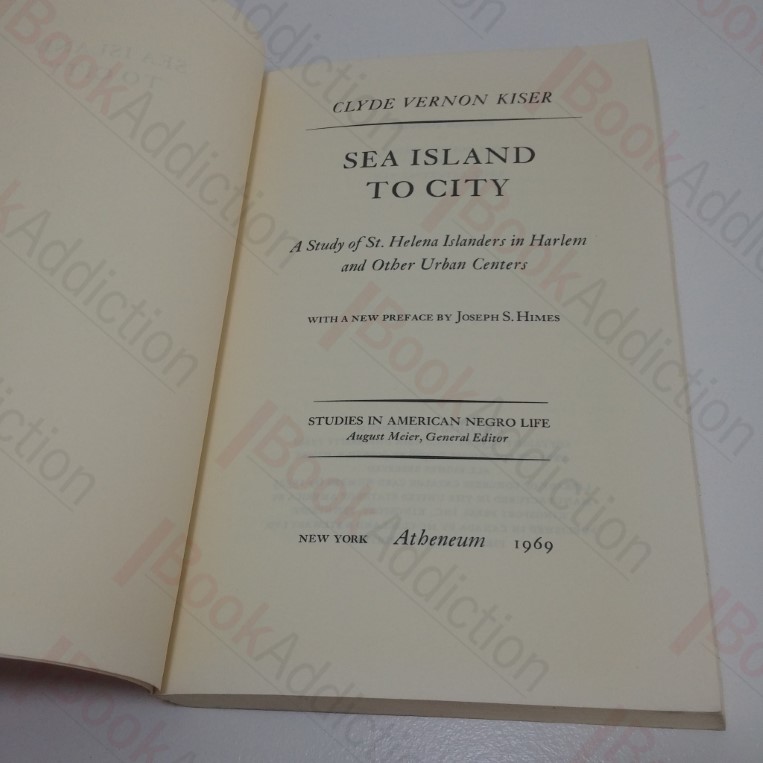 CLYDE VERNON KISER
SEA ISLAND
TO CITY
A Study of St. Helena Islanders in Harlem
and Other Urban Centers
WITH A NEW PREFACE BY JOSEPH S. HIMES
STUDIES IN AMERICAN NEGRO LIFE
August Meier, General Editor
NEW YORK Atheneum 1969
BookAddiction